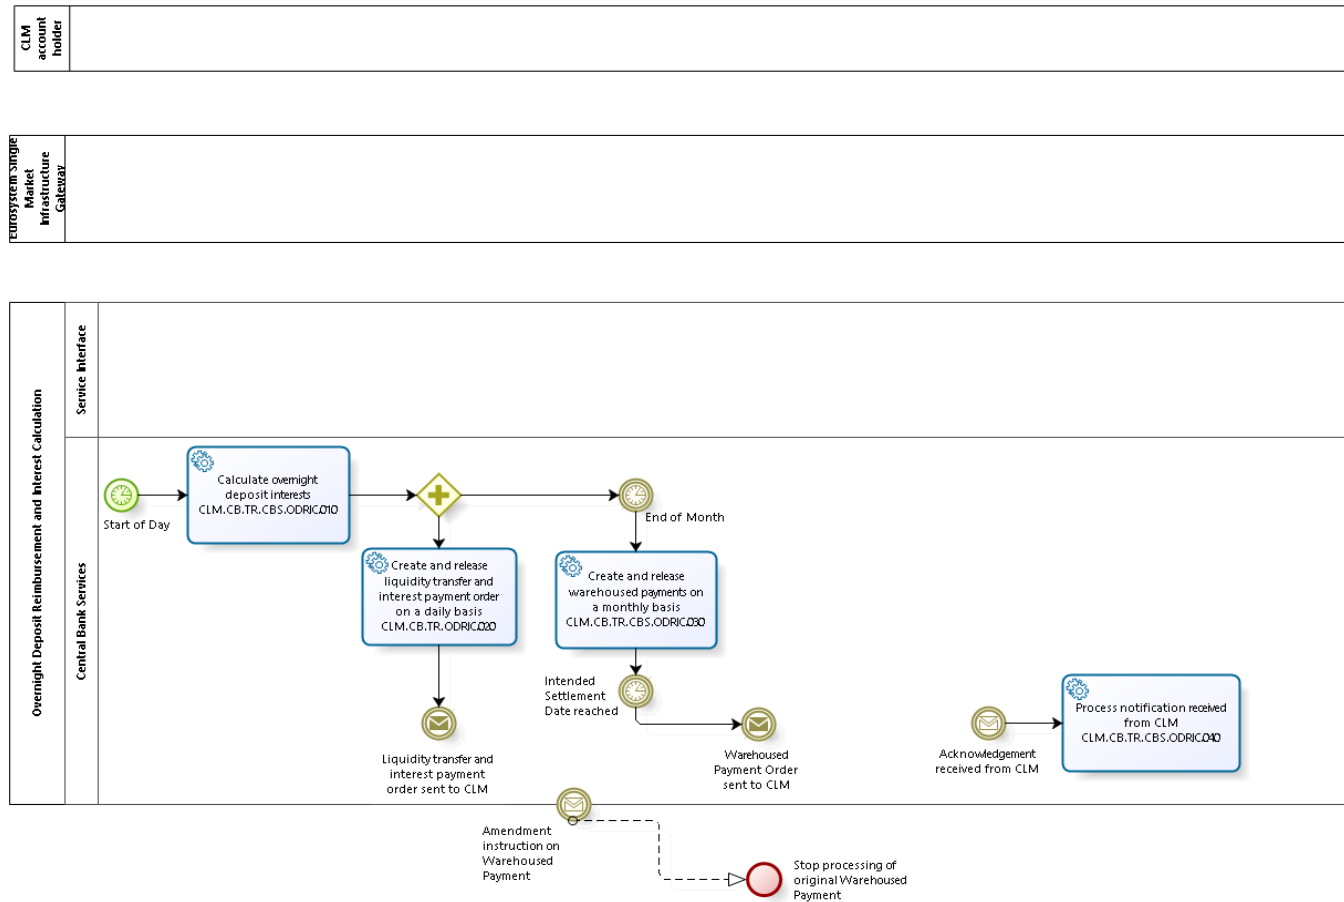 CLM
account
holder
Eurosystem Single
Market
Infrastructure
Gateway
Overnight Deposit Reimbursement and Interest Calculation
Service Interface
Central Bank Services
Start of Day
Calculate overnight
deposit interests
CLM.CB.TR.CBS.ODRIC.010
End of Month
Create and release
liquidity transfer and
interest payment order
on a daily basis
CLM.CB.TR.ODRIC.020
Create and release
warehoused payments on
a monthly basis
CLM.CB.TR.CBS.ODRIC.030
Intended
Settlement
Date reached
Liquidity transfer and
interest payment
order sent to CLM
Warehoused
Payment Order
sent to CLM
Acknowledgement
received from CLM
Process notification received
from CLM
CLM.CB.TR.CBS.ODRIC.040
Amendment
instruction on
Warehoused
Payment
Stop processing of
original Warehoused
Payment